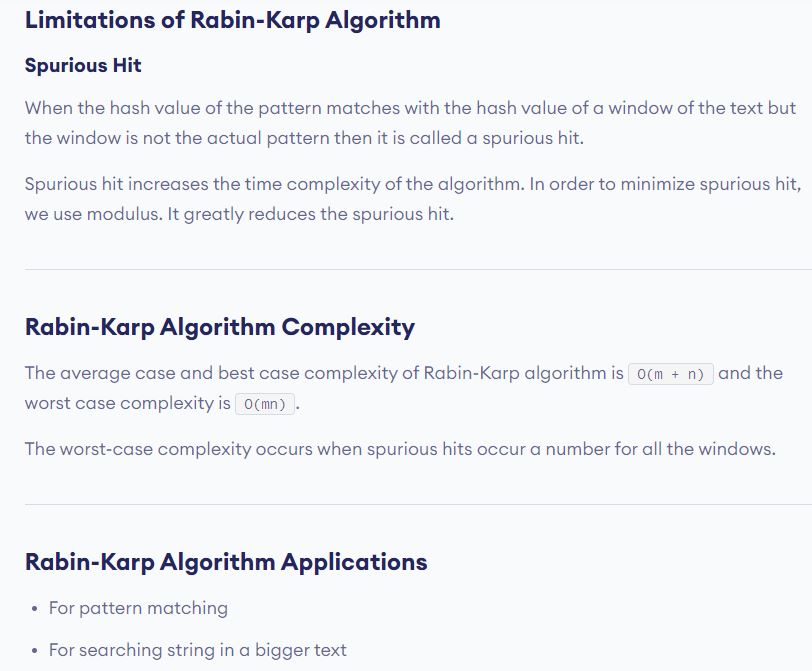 Limitations of Rabin-Karp Algorithm
Spurious Hit
When the hash value of the pattern matches with the hash value of a window of the text but
the window is not the actual pattern then it is called a spurious hit.
Spurious hit increases the time complexity of the algorithm. In order to minimize spurious hit,
we use modulus. It greatly reduces the spurious hit.
Rabin-Karp Algorithm Complexity
The average case and best case complexity of Rabin-Karp algorithm is O(m + n) and the
worst case complexity is O(mn).
The worst-case complexity occurs when spurious hits occur a number for all the windows.
Rabin-Karp Algorithm Applications
• For pattern matching
• For searching string in a bigger text